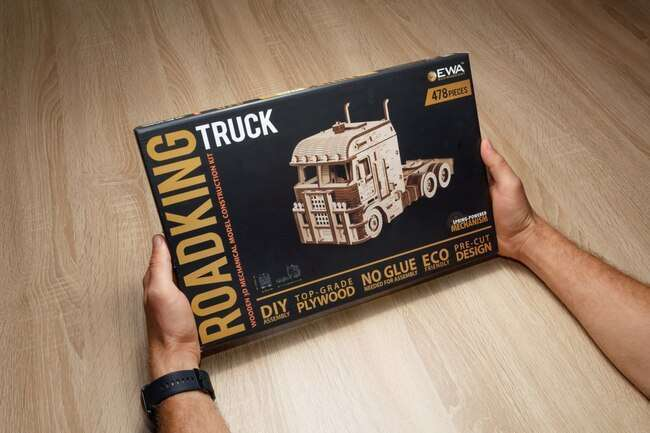 EWA
478 PIECES
ROADKING
TRUCK
WOODEN 3D MECHANICAL MODEL CONSTRUCTION KIT
SPRING-POWERED
MECHANISM
DIY
ASSEMBLY
TOP-GRADE
PLYWOOD
NO GLUE
NEEDED FOR ASSEMBLY
ECO
FRIENDLY
PRE-CUT
DESIGN